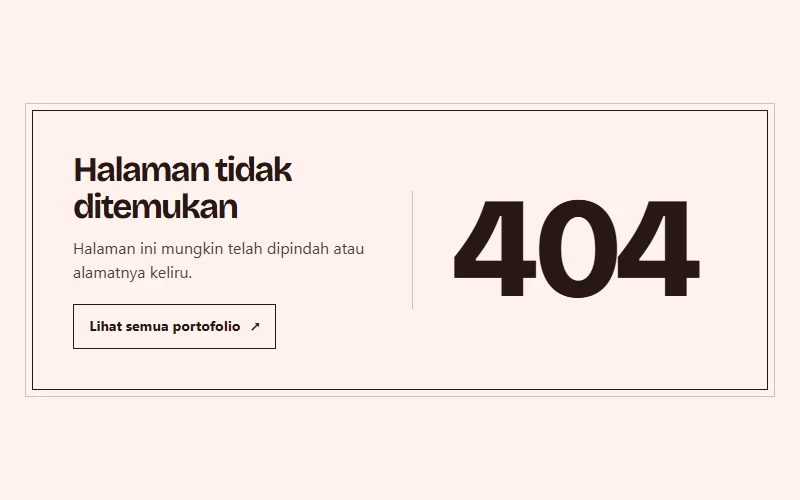 Halaman tidak
ditemukan
Halaman ini mungkin telah dipindah atau
alamatnya keliru.
Lihat semua portofolio ↗
404